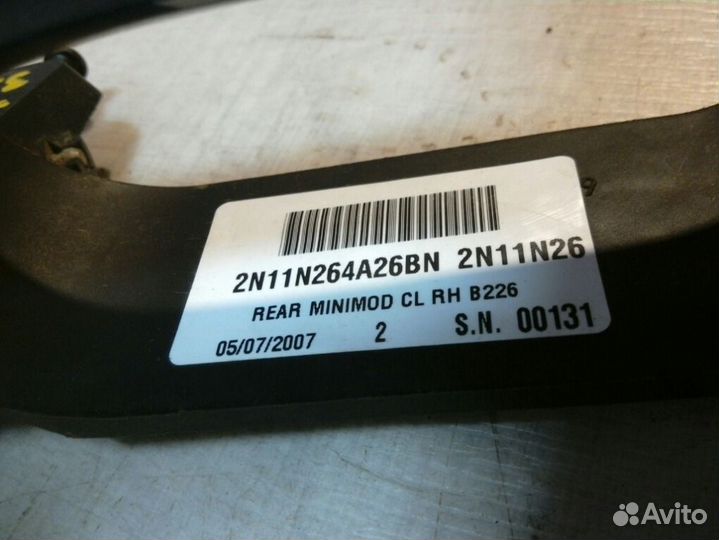 2N11N264A26BN 2N11N26
REAR MINIMOD CL RH B226
05/07/2007 2 S.N. 00131
Avito